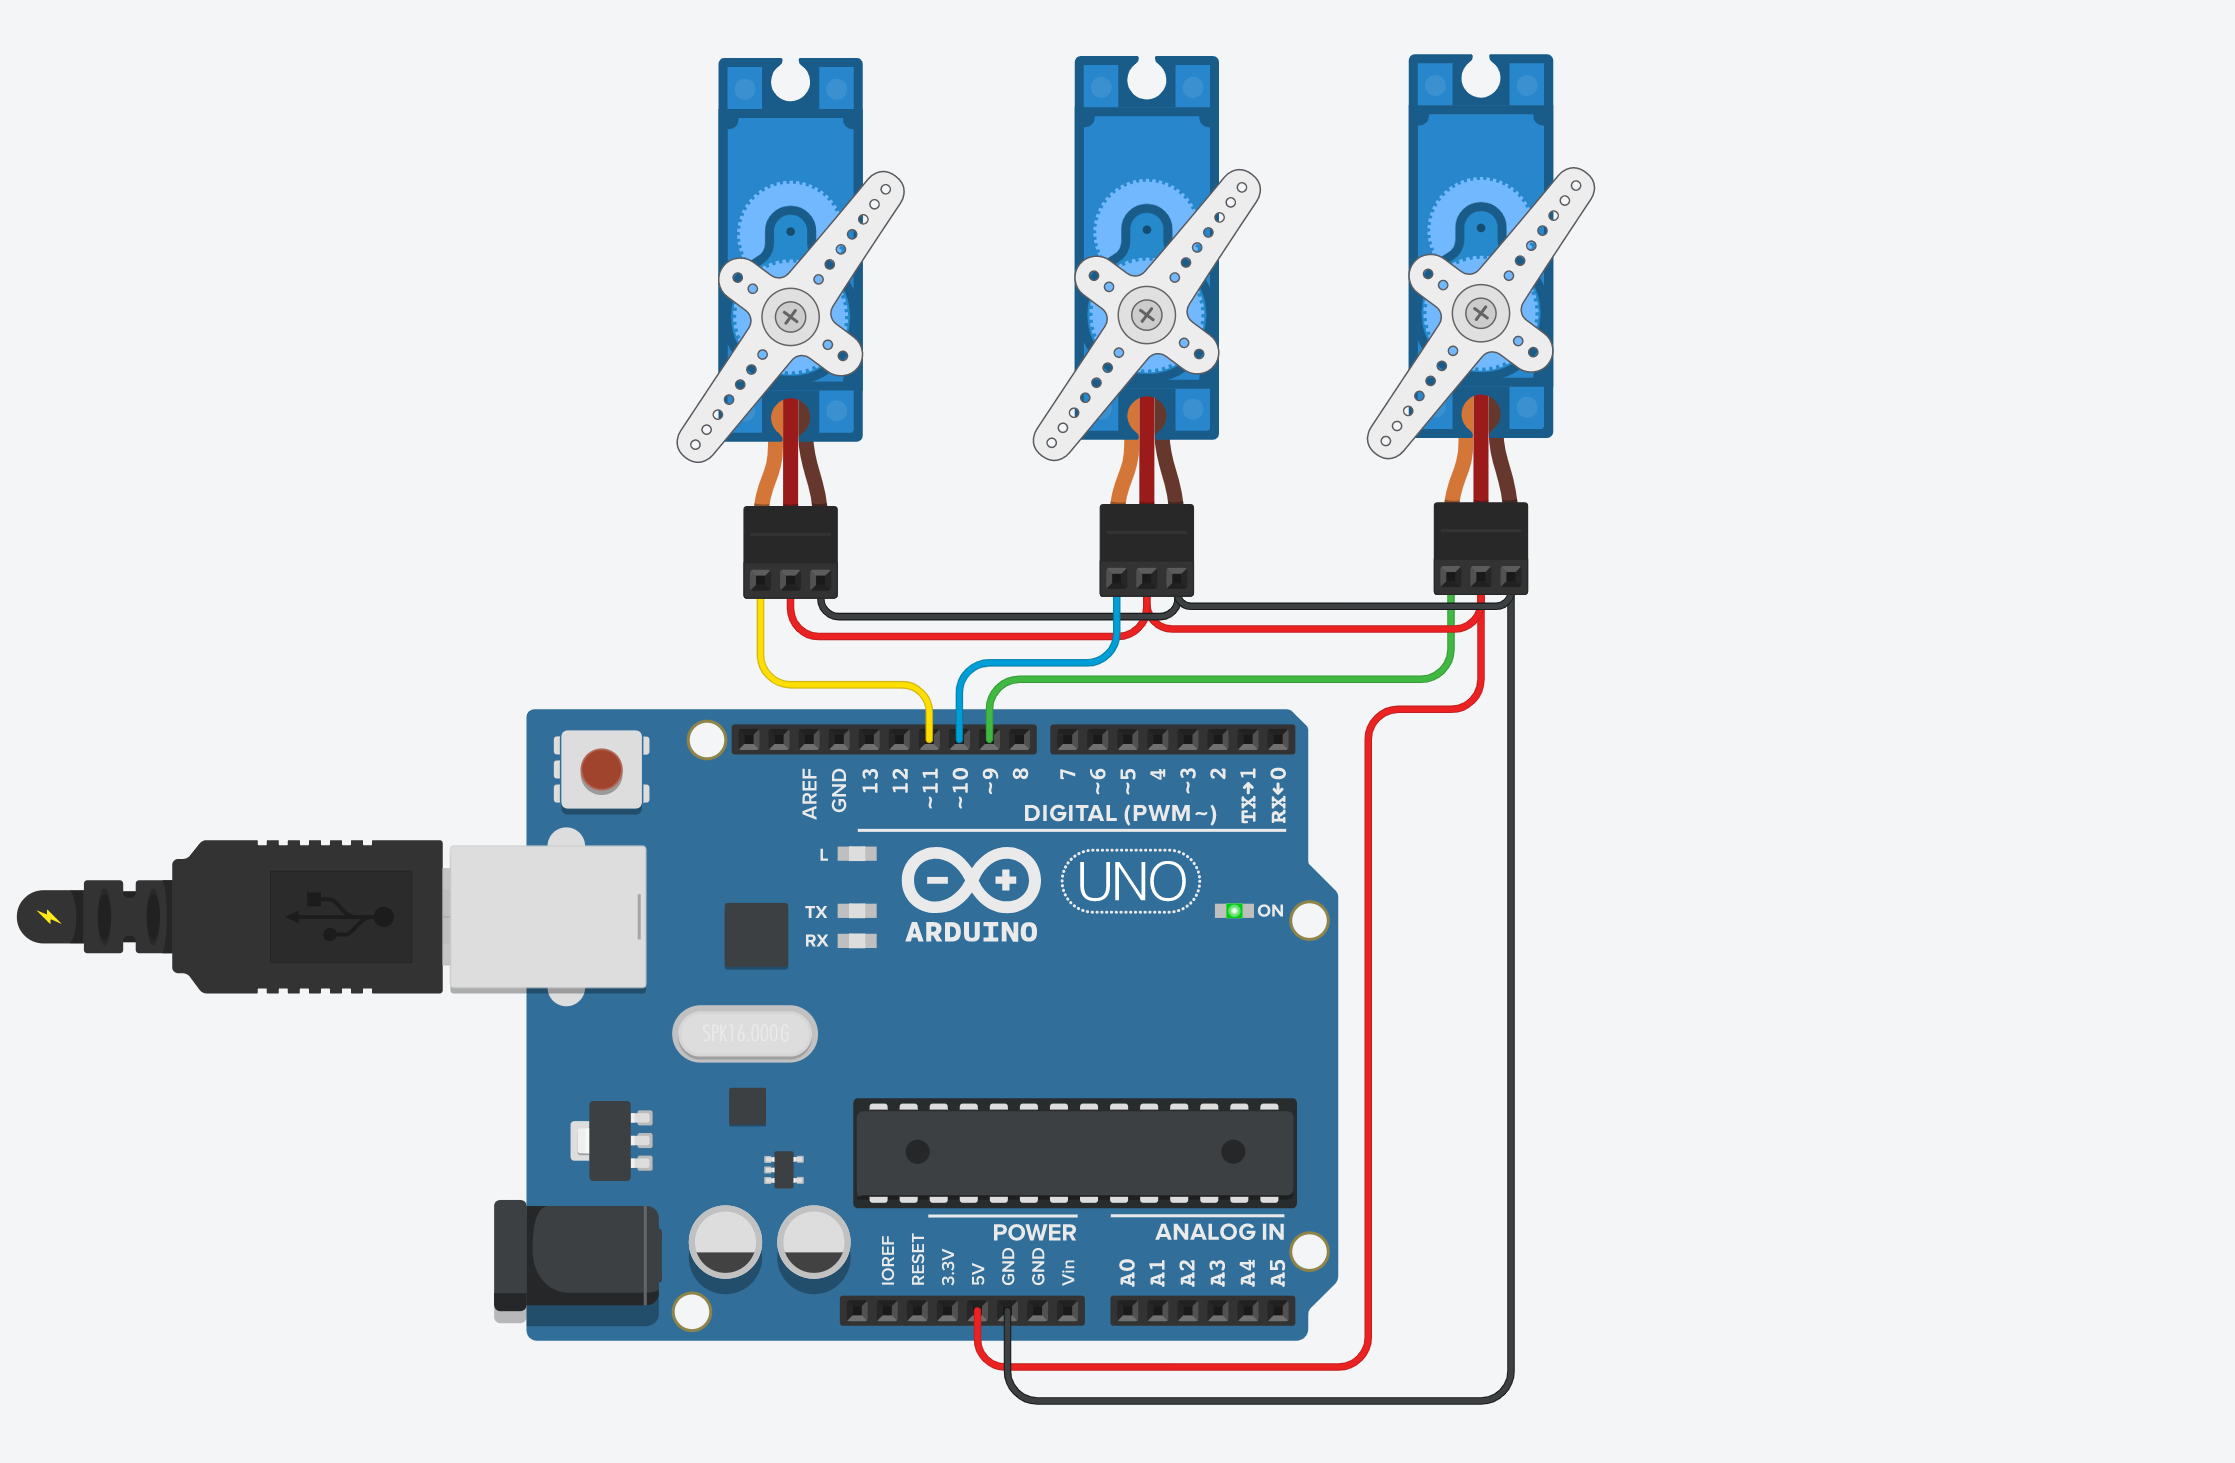 AREF
GND
13
12
~11
~10
~9
8
7
~6
~5
4
~3
2
TX→1
RX←0
DIGITAL (PWM~)
L
TX
RX
ARDUINO
UNO
ON
SPK16.000G
POWER
ANALOG IN
IOREF
RESET
3.3V
5V
GND
GND
Vin
A0
A1
A2
A3
A4
A5